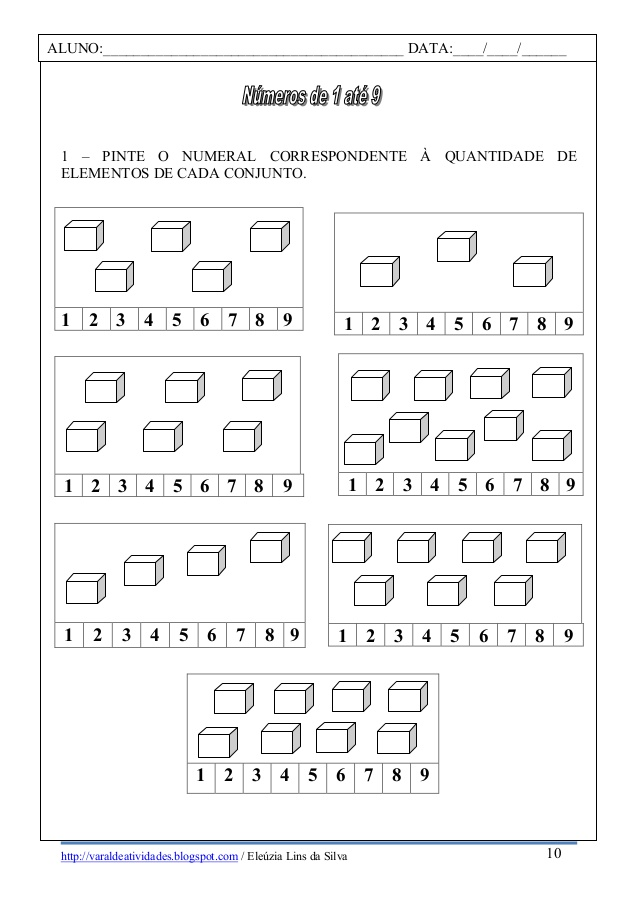 ALUNO:________________________________________ DATA:____/____/______
Números de 1 até 9
1 – PINTE O NUMERAL CORRESPONDENTE À QUANTIDADE DE
ELEMENTOS DE CADA CONJUNTO.
1 2 3 4 5 6 7 8 9
1 2 3 4 5 6 7 8 9
1 2 3 4 5 6 7 8 9
1 2 3 4 5 6 7 8 9
1 2 3 4 5 6 7 8 9
1 2 3 4 5 6 7 8 9
1 2 3 4 5 6 7 8 9
http://varaldeatividades.blogspot.com / Eleúzia Lins da Silva 10